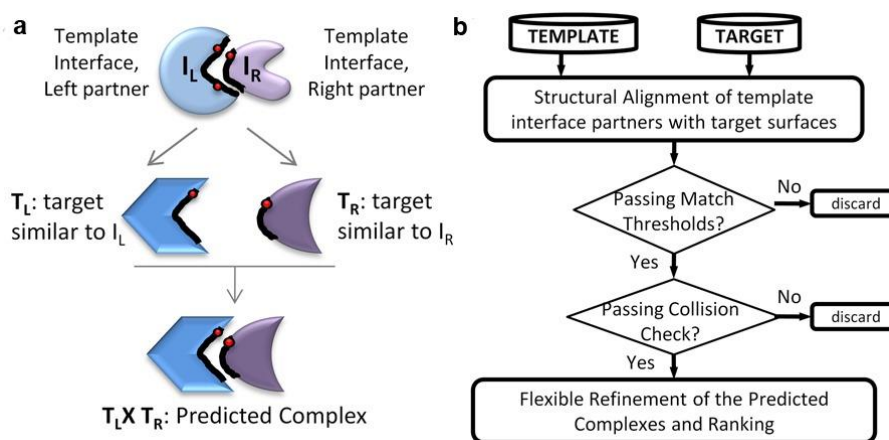 a
Template
Interface,
Left partner
I_L
I_R
Template
Interface,
Right partner
T_L: target
similar to I_L
T_R: target
similar to I_R
T_LX T_R: Predicted Complex
b
TEMPLATE
TARGET
Structural Alignment of template
interface partners with target surfaces
Passing Match
Thresholds?
No
discard
Yes
Passing Collision
Check?
No
discard
Yes
Flexible Refinement of the Predicted
Complexes and Ranking